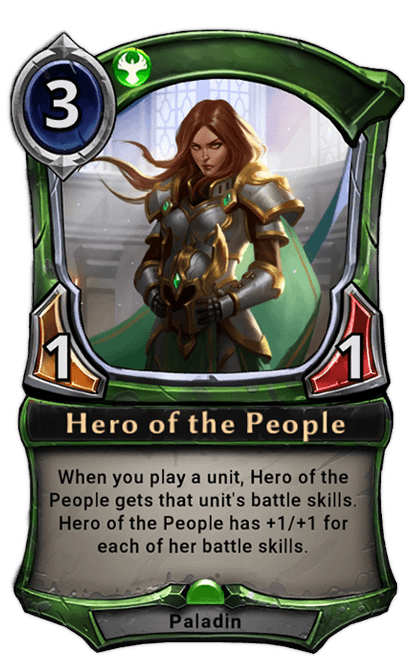 3
1
1
Hero of the People
When you play a unit, Hero of the
People gets that unit's battle skills.
Hero of the People has +1/+1 for
each of her battle skills.
Paladin